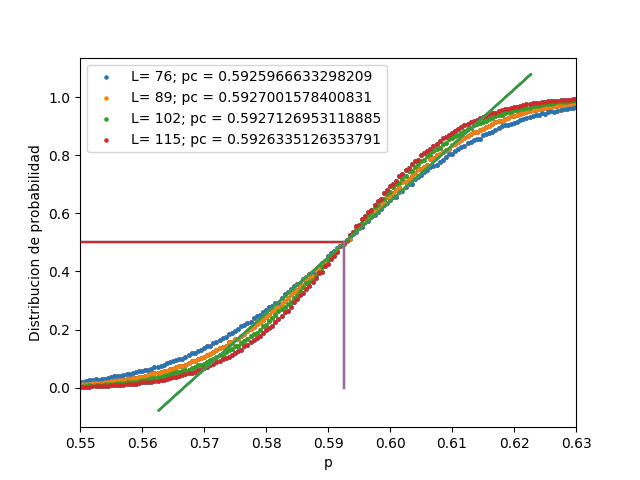 L= 76; pc = 0.5925966633298209
L= 89; pc = 0.5927001578400831
L= 102; pc = 0.5927126953118885
L= 115; pc = 0.5926335126353791
Distribucion de probabilidad
1.0
0.8
0.6
0.4
0.2
0.0
0.55 0.56 0.57 0.58 0.59 0.60 0.61 0.62 0.63
p